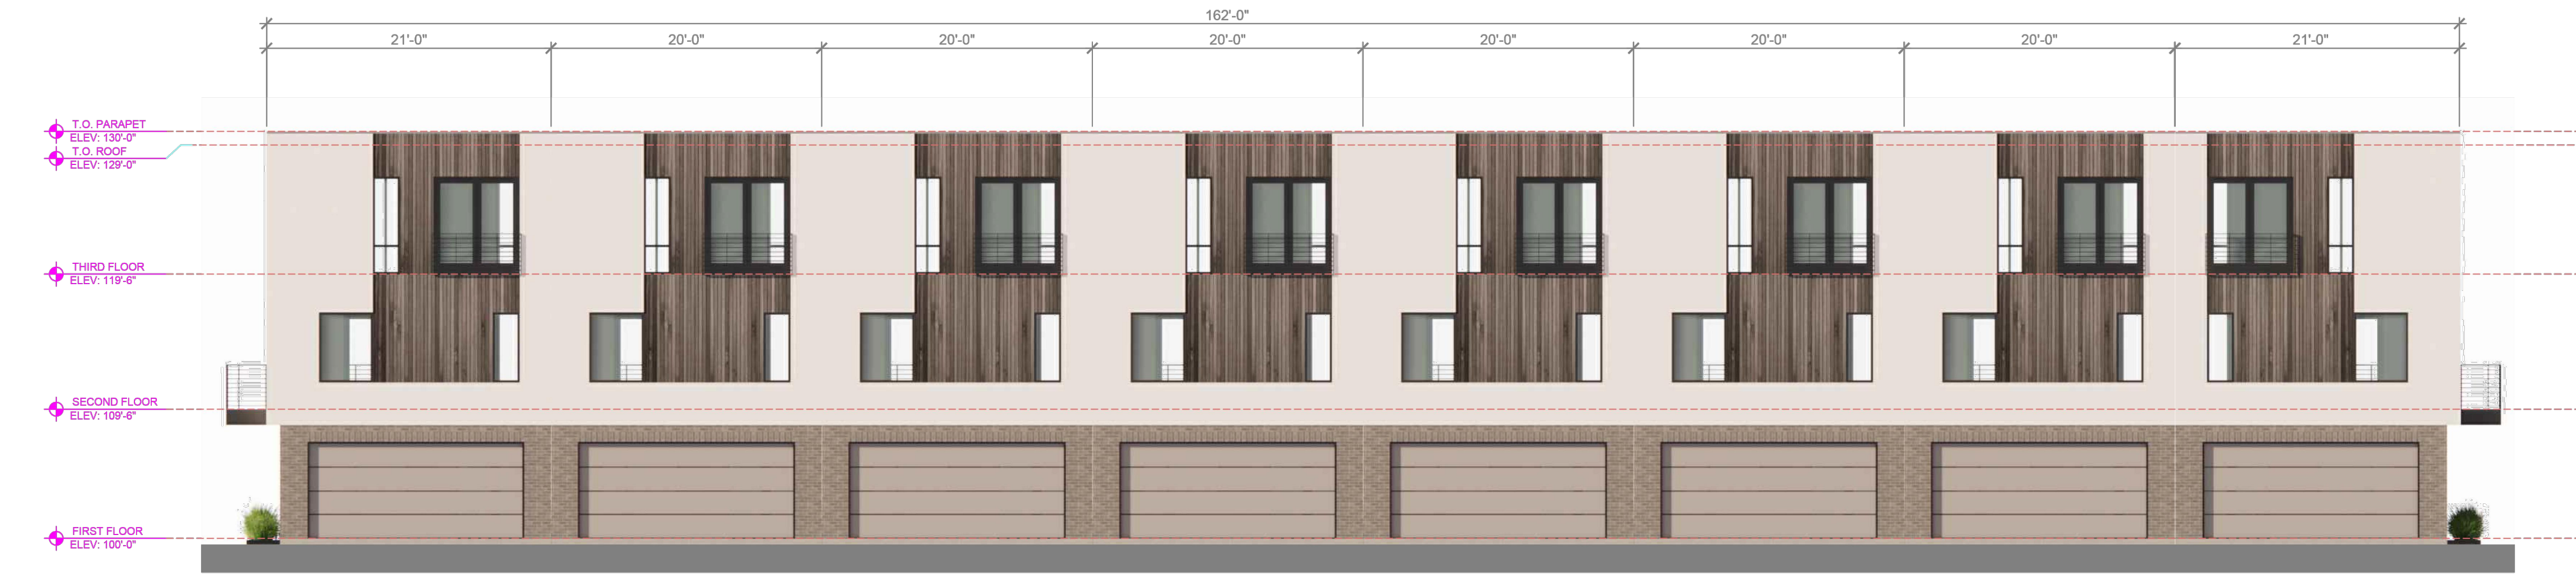 162'-0"
21'-0" 20'-0" 20'-0" 20'-0" 20'-0" 20'-0" 20'-0" 21'-0"
T.O. PARAPET
ELEV: 130'-0"
T.O. ROOF
ELEV: 129'-0"
THIRD FLOOR
ELEV: 119'-6"
SECOND FLOOR
ELEV: 109'-6"
FIRST FLOOR
ELEV: 100'-0"